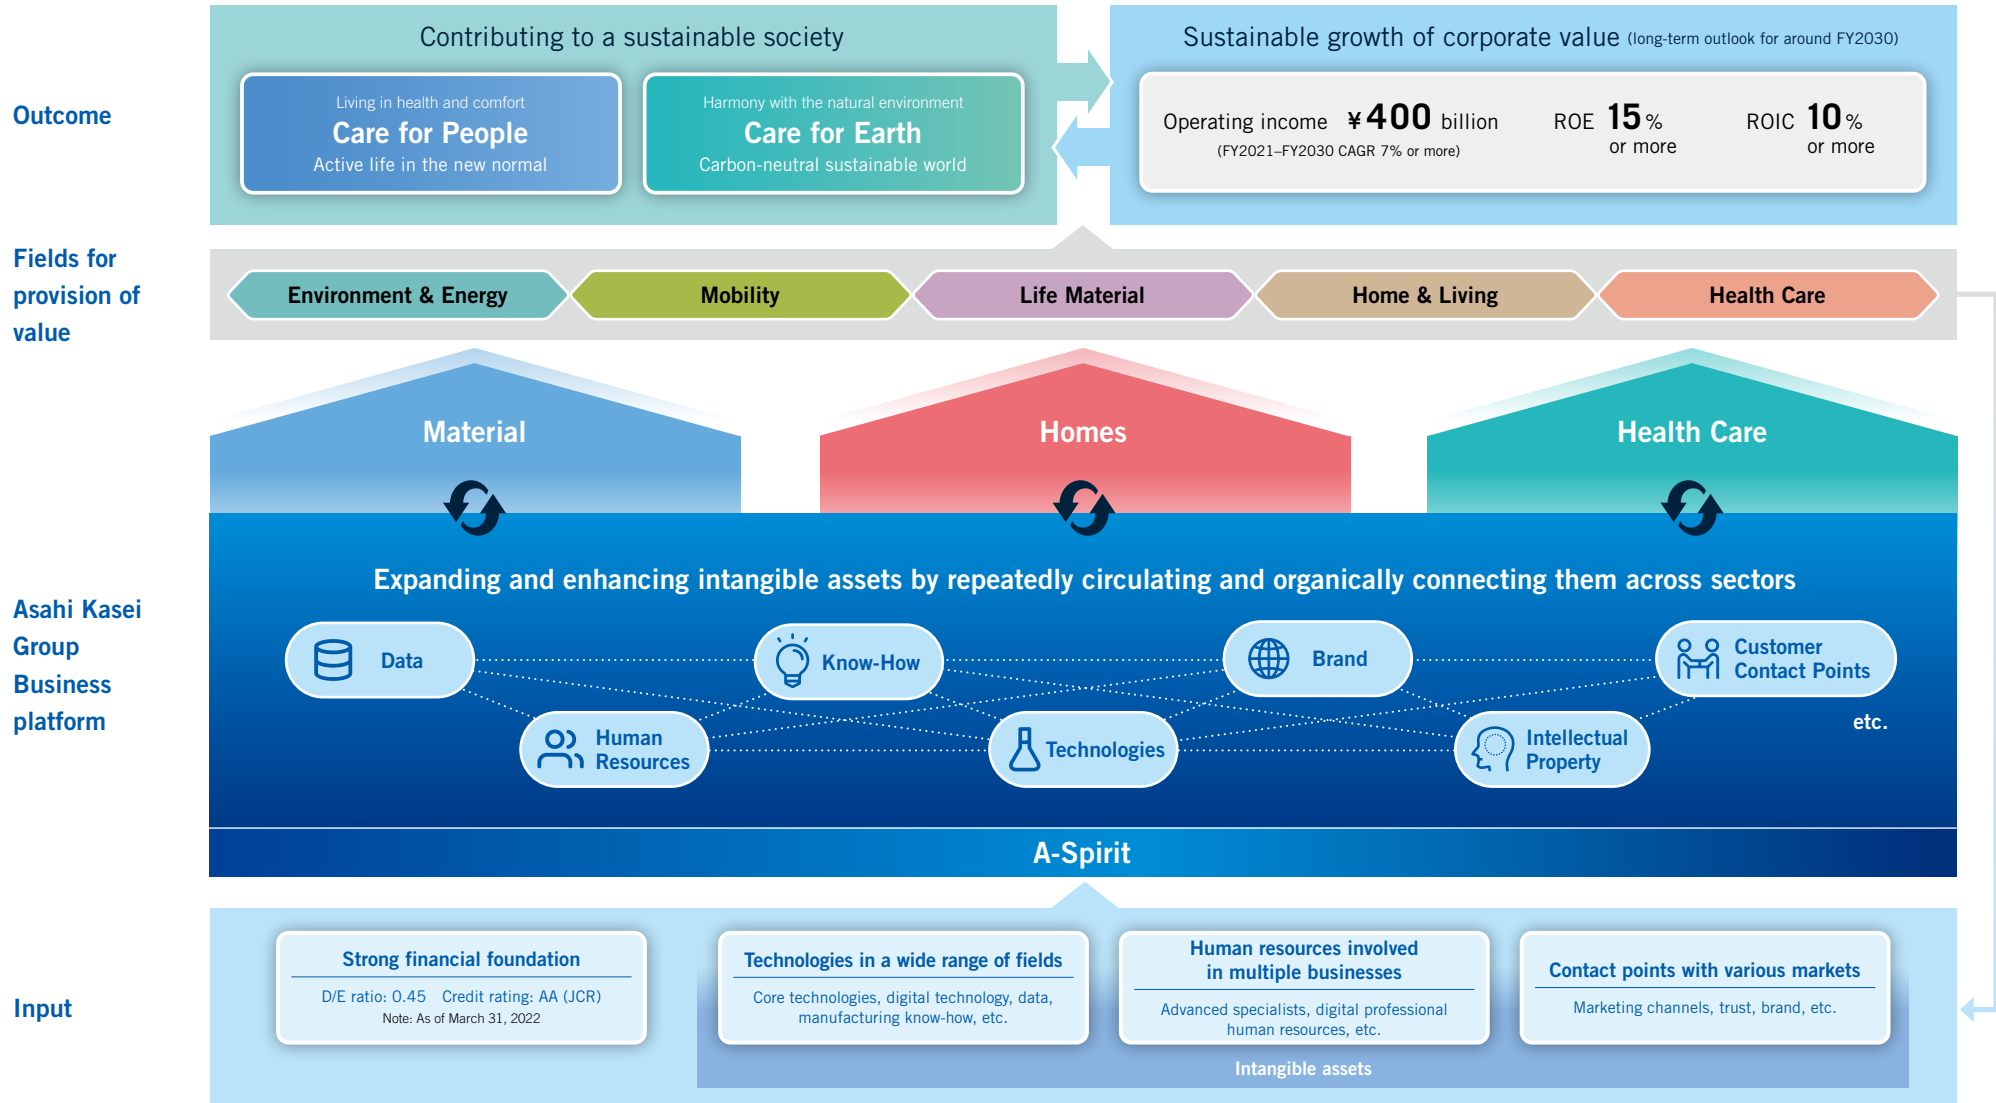 Outcome
Contributing to a sustainable society
Living in health and comfort
Care for People
Active life in the new normal
Harmony with the natural environment
Care for Earth
Carbon-neutral sustainable world
Sustainable growth of corporate value (long-term outlook for around FY2030)
Operating income ¥400 billion
(FY2021–FY2030 CAGR 7% or more)
ROE 15%
or more
ROIC 10%
or more
Fields for
provision of
value
Environment & Energy
Mobility
Life Material
Home & Living
Health Care
Material
Homes
Health Care
Asahi Kasei
Group
Business
platform
Expanding and enhancing intangible assets by repeatedly circulating and organically connecting them across sectors
Data
Know-How
Brand
Customer
Contact Points
Human
Resources
Technologies
Intellectual
Property
etc.
A-Spirit
Input
Strong financial foundation
D/E ratio: 0.45 Credit rating: AA (JCR)
Note: As of March 31, 2022
Technologies in a wide range of fields
Core technologies, digital technology, data,
manufacturing know-how, etc.
Human resources involved
in multiple businesses
Advanced specialists, digital professional
human resources, etc.
Contact points with various markets
Marketing channels, trust, brand, etc.
Intangible assets